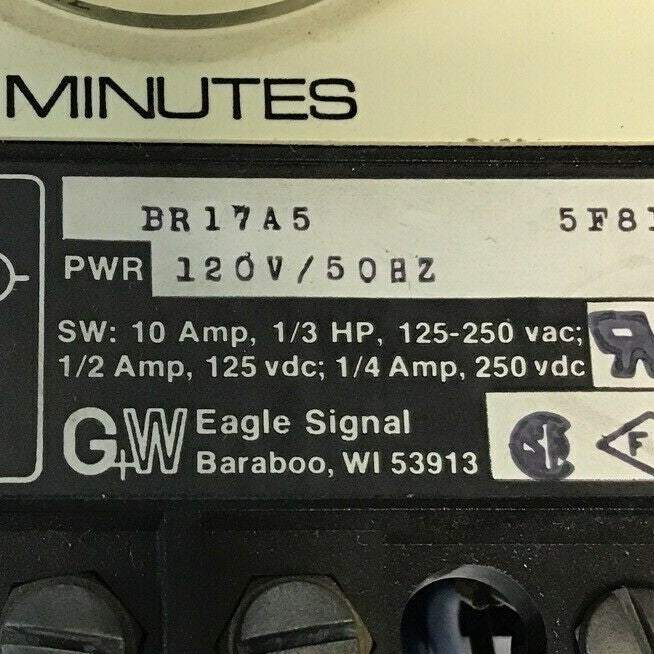 MINUTES
BR17A5 5F81
PWR 120V/50HZ
SW: 10 Amp, 1/3 HP, 125-250 vac;
1/2 Amp, 125 vdc; 1/4 Amp, 250 vdc
G+W Eagle Signal
Baraboo, WI 53913
F